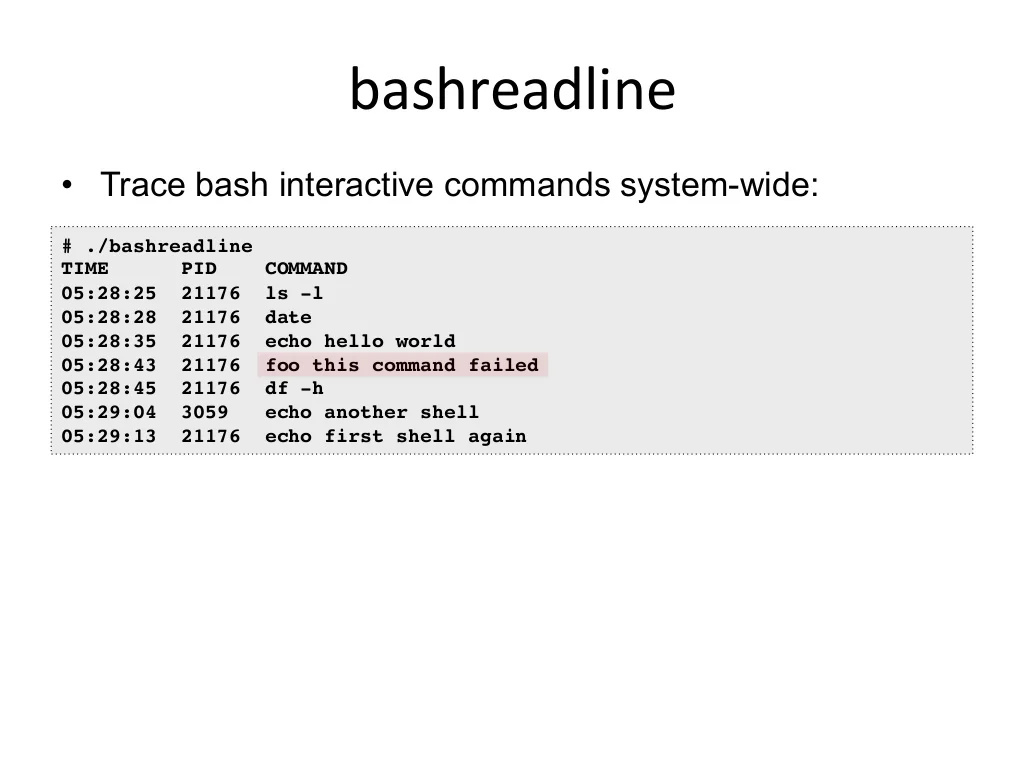 bashreadline
• Trace bash interactive commands system-wide:
# ./bashreadline
TIME      PID    COMMAND
05:28:25  21176  ls -l
05:28:28  21176  date
05:28:35  21176  echo hello world
05:28:43  21176  foo this command failed
05:28:45  21176  df -h
05:29:04  3059   echo another shell
05:29:13  21176  echo first shell again